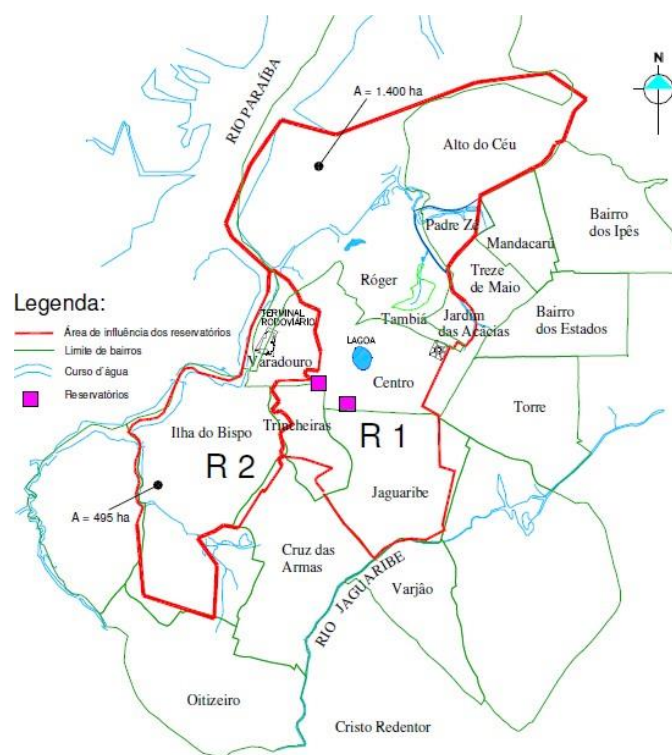 N
RIO PARAÍBA
A = 1.400 ha
Alto do Céu
Padre Zé
Mandacarú
Bairro
dos Ipês
Róger
Treze
de Maio
Legenda:
Área de influência dos reservatórios
Limite de bairros
Curso d'água
Reservatórios
TERMINAL
RODOVIÁRIO
Varadouro
Tambiá
Jardim
das Acácias
Bairro
dos Estados
LAGOA
Centro
Torre
Ilha do Bispo
Trincheiras
R 2
R 1
Jaguaribe
A = 495 ha
Cruz das
Armas
RIO JAGUARIBE
Varjão
Oitizeiro
Cristo Redentor